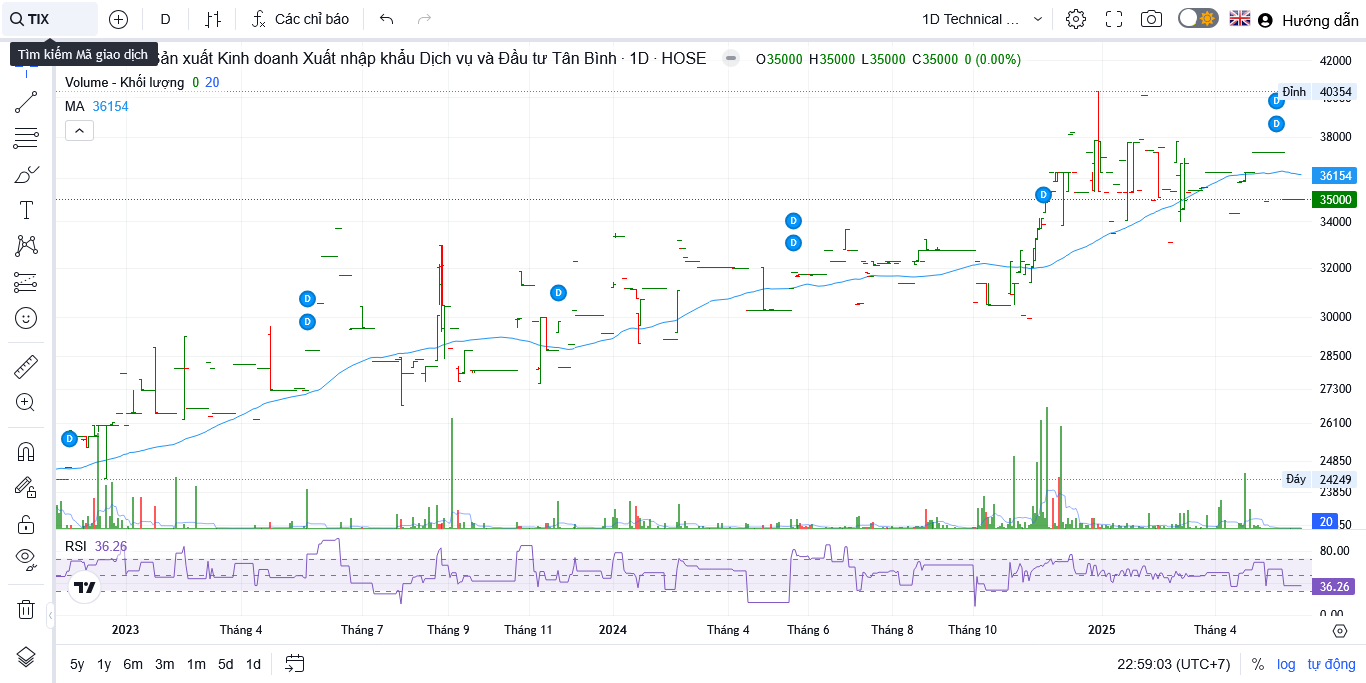 TIX
D
Các chỉ báo
1D Technical ...
Hướng dẫn
Tìm kiếm Mã giao dịch
Sản xuất Kinh doanh Xuất nhập khẩu Dịch vụ và Đầu tư Tân Bình · 1D · HOSE
O35000 H35000 L35000 C35000 0 (0.00%)
Volume - Khối lượng 0 20
MA 36154
42000
Đỉnh 40354
38000
36154
35000
34000
32000
30000
28500
27300
26100
24850
Đáy 24249
23850
20
D
D
D
D
D
D
D
D
D
RSI 36.26
80.00
36.26
0.00
2023 Tháng 4 Tháng 7 Tháng 9 Tháng 11 2024 Tháng 4 Tháng 6 Tháng 8 Tháng 10 2025 Tháng 4
5y 1y 6m 3m 1m 5d 1d
22:59:03 (UTC+7) % log tự động